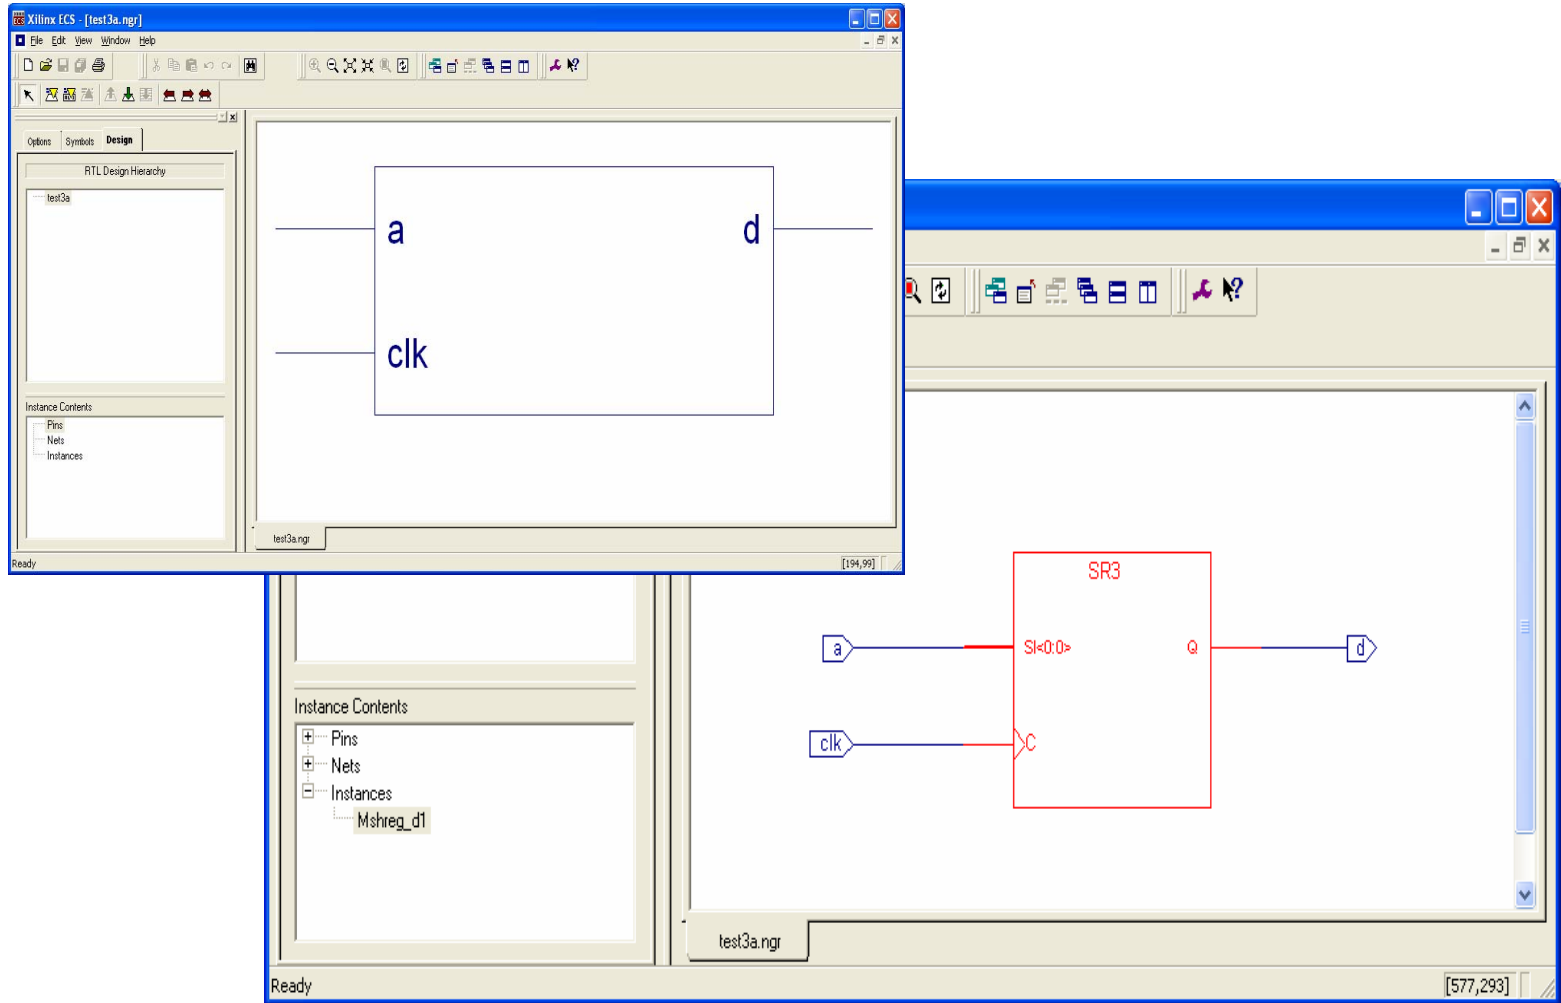 Xilinx ECS - [test3a.ngr]
File Edit View Window Help
Options Symbols Design
RTL Design Hierarchy
test3a
Instance Contents
Pins
Nets
Instances
a
d
clk
test3a.ngr
Ready
[194,99]
SR3
a
SI<0:0>
Q
d
clk
C
Instance Contents
Pins
Nets
Instances
Mshreg_d1
test3a.ngr
Ready
[577,293]